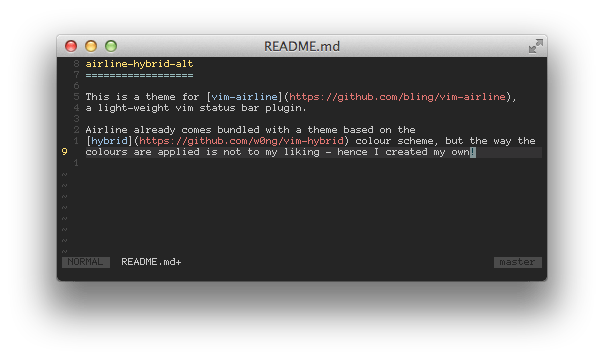 README.md
8 airline-hybrid-alt
7 ==================
6
5 This is a theme for [vim-airline](https://github.com/bling/vim-airline),
4 a light-weight vim status bar plugin.
3
2 Airline already comes bundled with a theme based on the
1 [hybrid](https://github.com/w0ng/vim-hybrid) colour scheme, but the way the
9 colours are applied is not to my liking - hence I created my own!
1
~
~
~
~
~
~
~
~
NORMAL README.md+ master